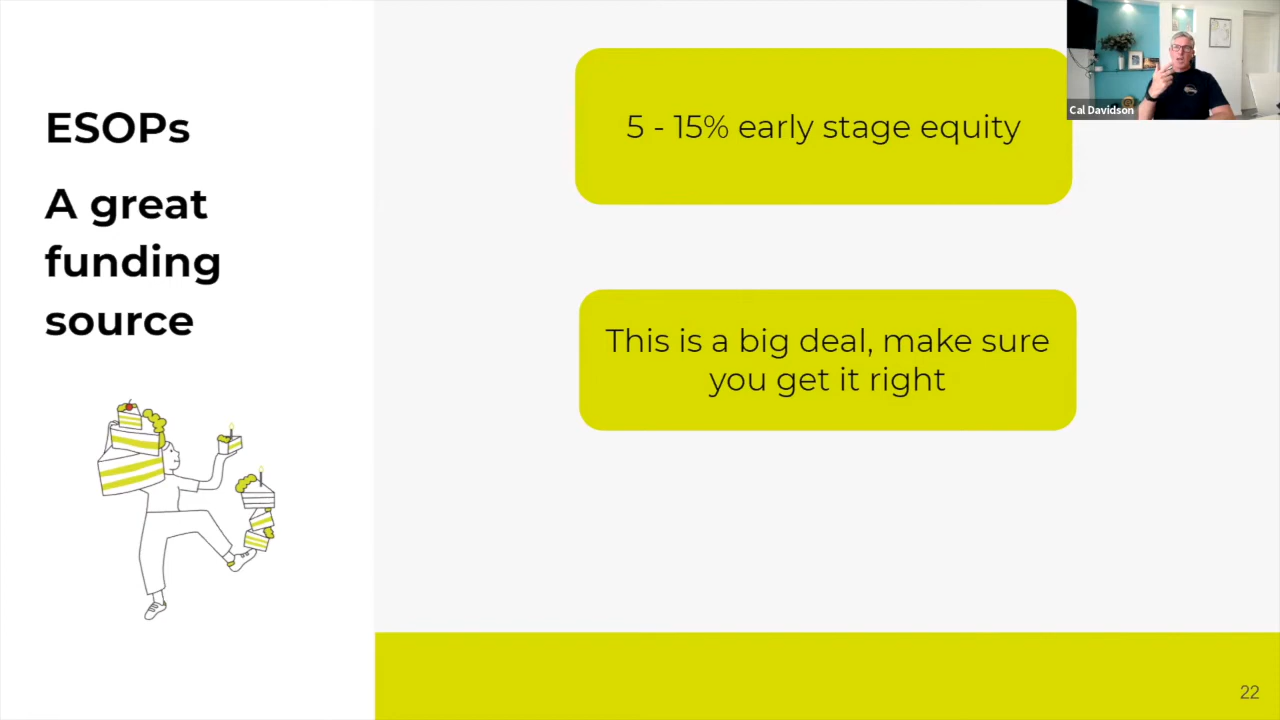 ESOPs
A great
funding
source
5 - 15% early stage equity
This is a big deal, make sure
you get it right
Cal Davidson
22